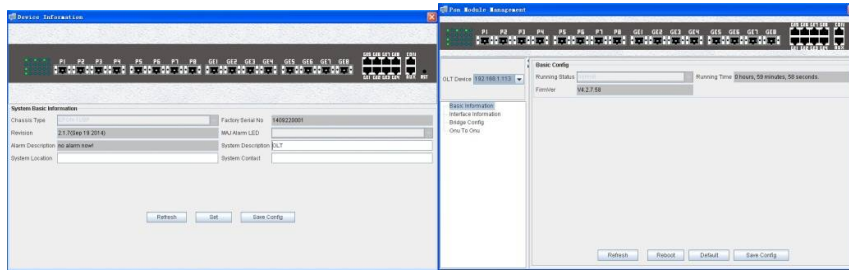 Device Information
P1 P2 P3 P4 P5 P6 P7 P8 GE1 GE2 GE3 GE4 GE5 GE6 GE7 GE8
System Basic Information
Chassis Type
Factory Serial No 1409220001
Revision 2.1.7(Sep 19 2014)
MAJ Alarm LED
Alarm Description no alarm now!
System Description OLT
System Location
System Contact
Refresh Set Save Config
Pon Module Management
P1 P2 P3 P4 P5 P6 P7 P8 GE1 GE2 GE3 GE4 GE5 GE6 GE7 GE8
OLT Device 192.168.1.113
Basic Information
Interface Information
Bridge Config
Onu To Onu
Basic Config
Running Status
Running Time 0 hours, 59 minutes, 50 seconds.
FirmVer V4.2.7.58
Refresh Reboot Default Save Config